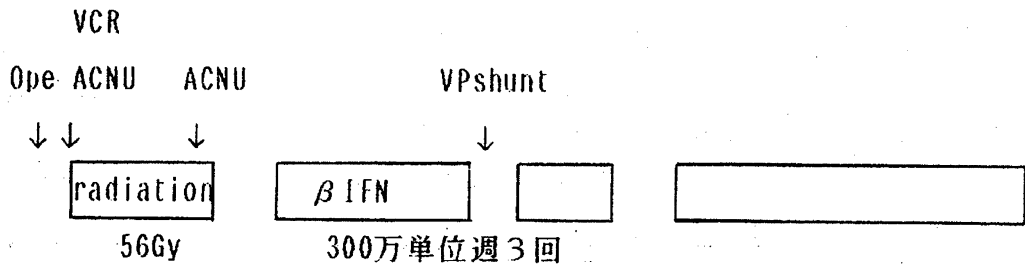 VCR
Ope ACNU ACNU VPshunt
↓ ↓ ↓ ↓
radiation βIFN
56Gy 300万単位週3回